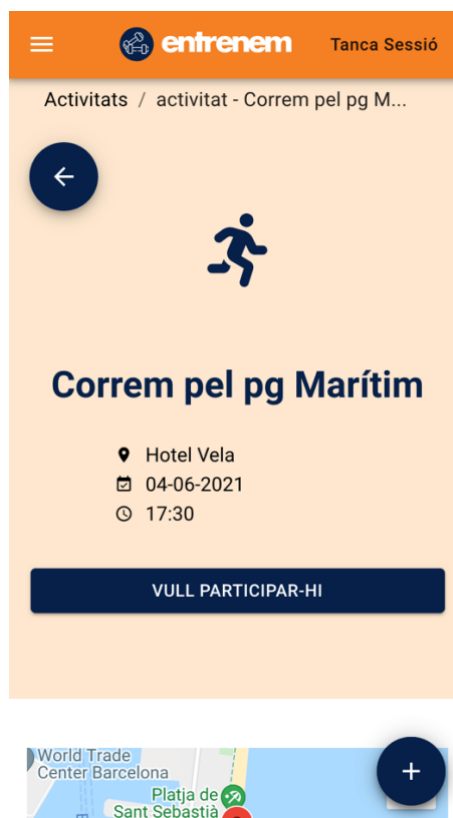 entrenem
Tanca Sessió
Activitats / activitat - Correm pel pg M...
Correm pel pg Marítim
Hotel Vela
04-06-2021
17:30
VULL PARTICIPAR-HI
World Trade
Center Barcelona
Platja de
Sant Sebastià